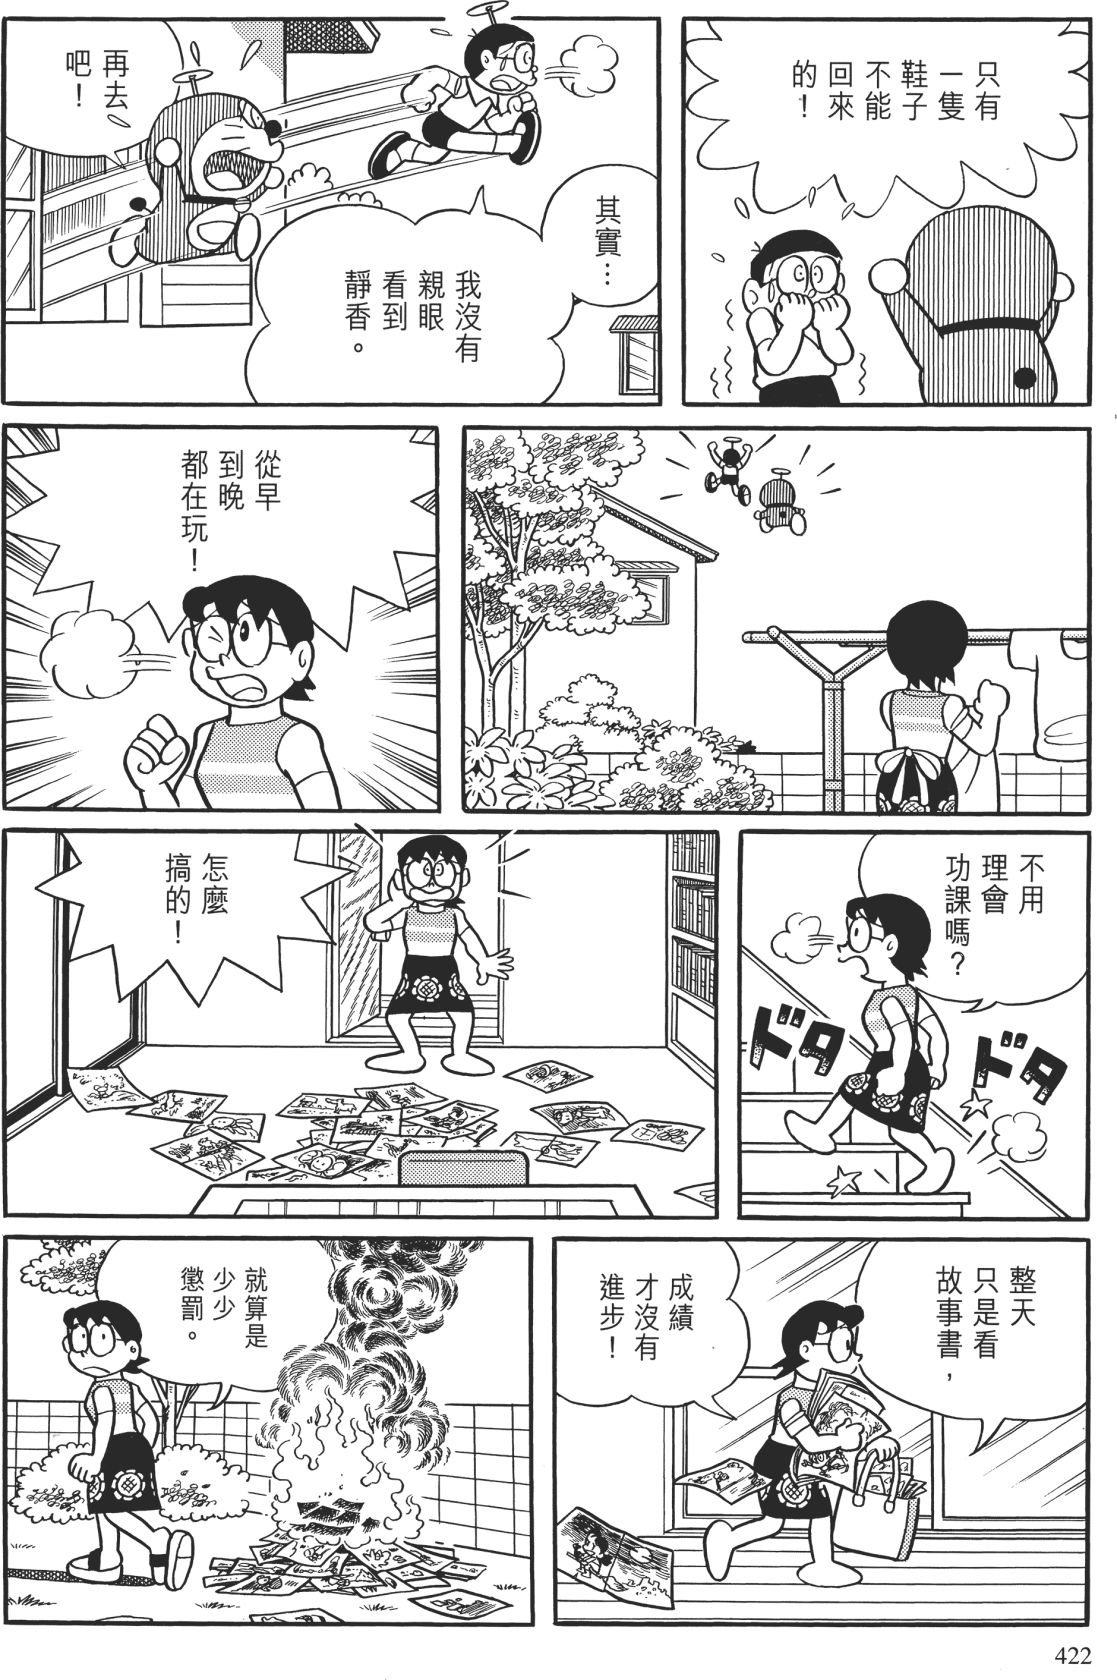 只有
一隻
鞋子
不能
回來
的！
再去
吧！
其實…
我沒有
親眼
看到
靜香。
從早
到晚
都在玩！
不用
理會
功課嗎？
ドタ
ドタ
怎麼
搞的！
整天
只是看
故事書，
成績
才沒有
進步！
就算是
少少
懲罰。
422